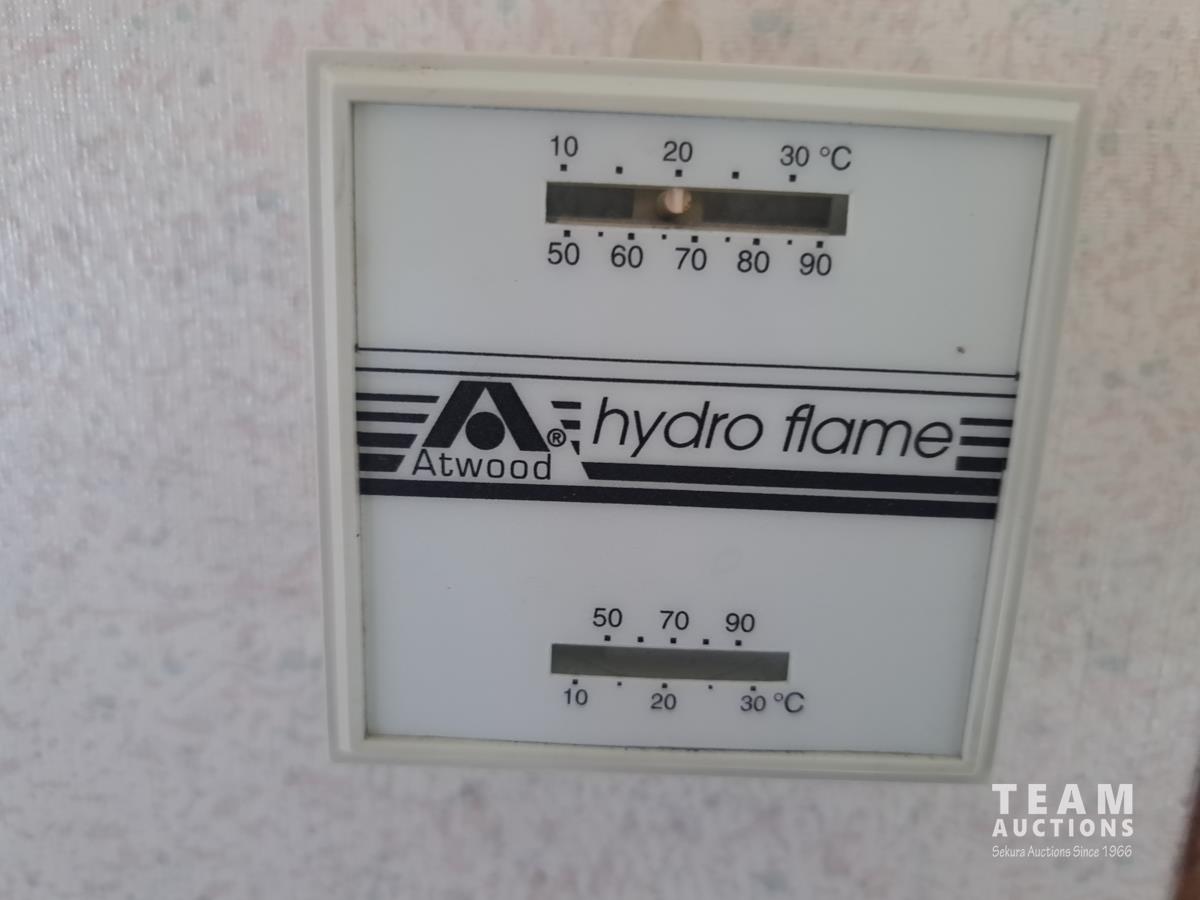 10 20 30 °C
50 60 70 80 90
Atwood® hydro flame
50 70 90
10 20 30 °C
TEAM
AUCTIONS
Sekura Auctions Since 1966